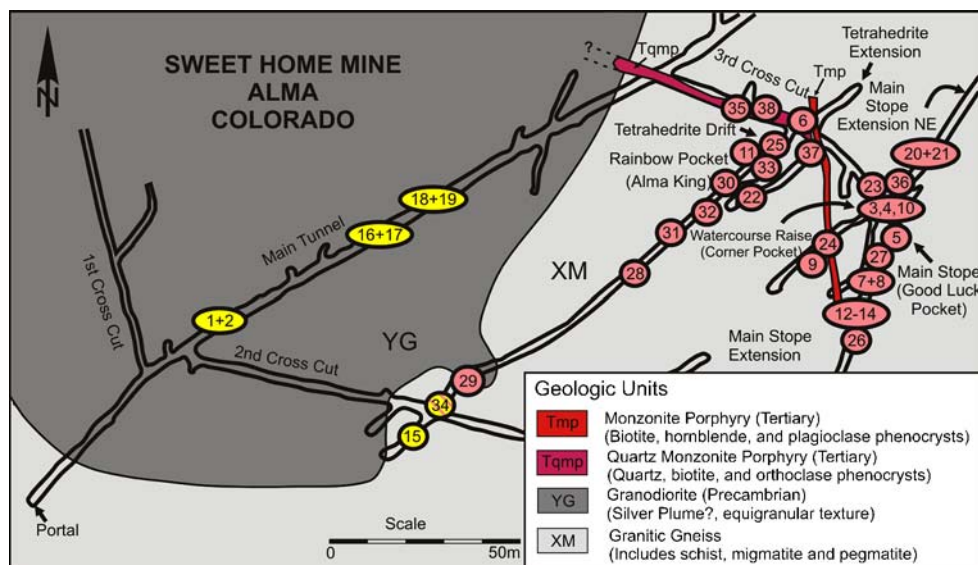 N
SWEET HOME MINE
ALMA
COLORADO
?
Tqmp
3rd Cross Cut
Tmp
Tetrahedrite
Extension
Main
Stope
Extension NE
35
38
6
Tetrahedrite Drift
25
11
37
20+21
Rainbow Pocket
33
(Alma King)
30
22
23
36
18+19
3,4,10
32
16+17
Main Tunnel
31
Watercourse Raise
(Corner Pocket)
24
5
1st Cross Cut
XM
28
9
27
Main Stope
(Good Luck
Pocket)
7+8
1+2
12-14
YG
2nd Cross Cut
Main Stope
Extension
26
29
34
15
Portal
Scale
0
50m
Geologic Units
Tmp
Monzonite Porphyry (Tertiary)
(Biotite, hornblende, and plagioclase phenocrysts)
Tqmp
Quartz Monzonite Porphyry (Tertiary)
(Quartz, biotite, and orthoclase phenocrysts)
YG
Granodiorite (Precambrian)
(Silver Plume?, equigranular texture)
XM
Granitic Gneiss
(Includes schist, migmatite and pegmatite)